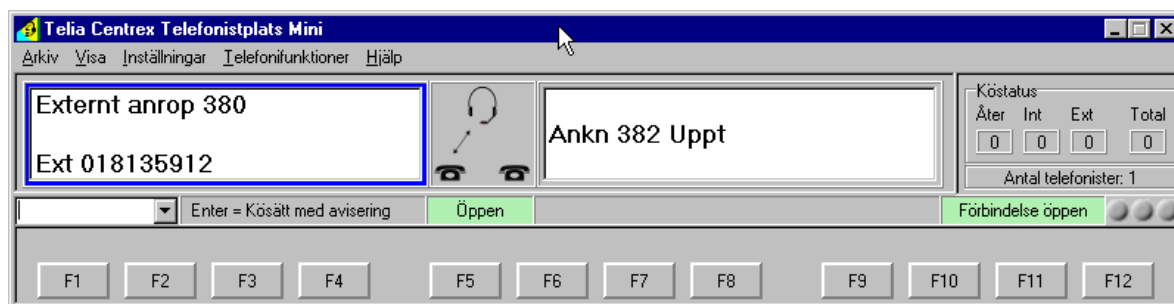 Telia Centrex Telefonistplats Mini
Arkiv Visa Inställningar Telefonifunktioner Hjälp
Externt anrop 380
Ext 018135912
Ankn 382 Uppt
Köstatus
Åter Int Ext Total
0 0 0 0
Antal telefonister: 1
Enter = Kösätt med avisering
Öppen
Förbindelse öppen
F1 F2 F3 F4 F5 F6 F7 F8 F9 F10 F11 F12